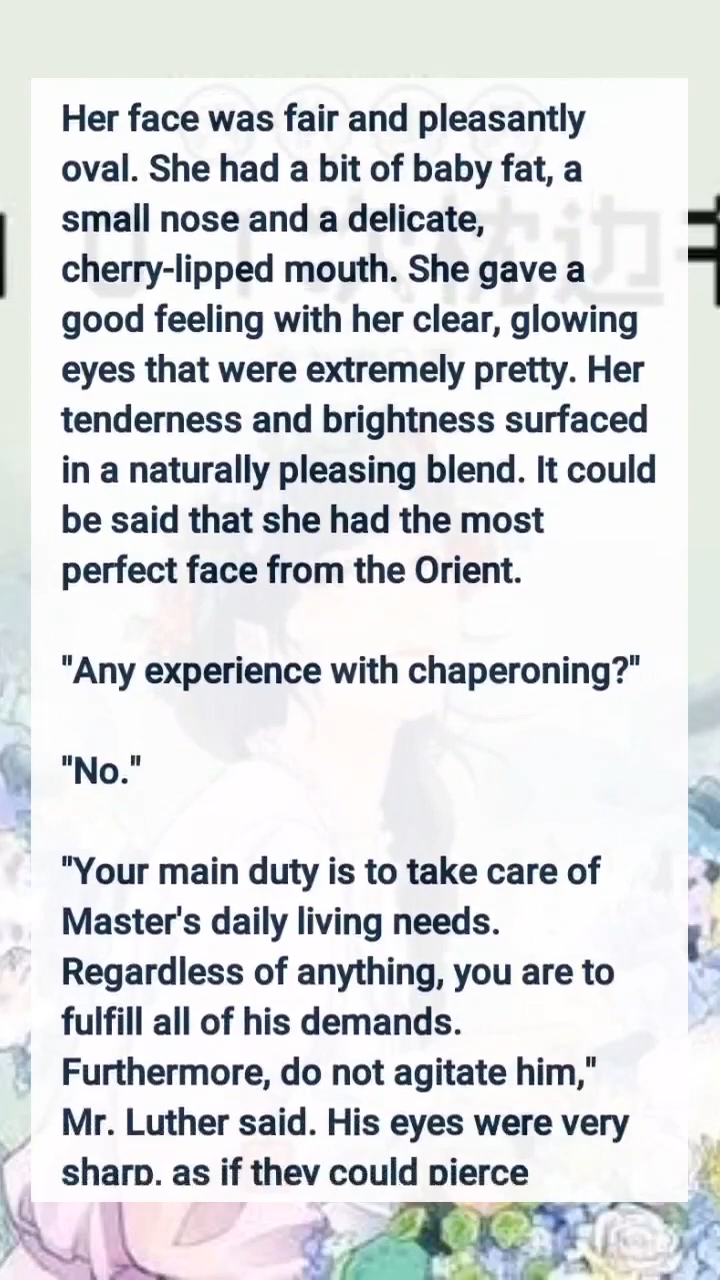 Her face was fair and pleasantly
oval. She had a bit of baby fat, a
small nose and a delicate,
cherry-lipped mouth. She gave a
good feeling with her clear, glowing
eyes that were extremely pretty. Her
tenderness and brightness surfaced
in a naturally pleasing blend. It could
be said that she had the most
perfect face from the Orient.
"Any experience with chaperoning?"
"No."
"Your main duty is to take care of
Master's daily living needs.
Regardless of anything, you are to
fulfill all of his demands.
Furthermore, do not agitate him,"
Mr. Luther said. His eyes were very
sharp, as if they could pierce